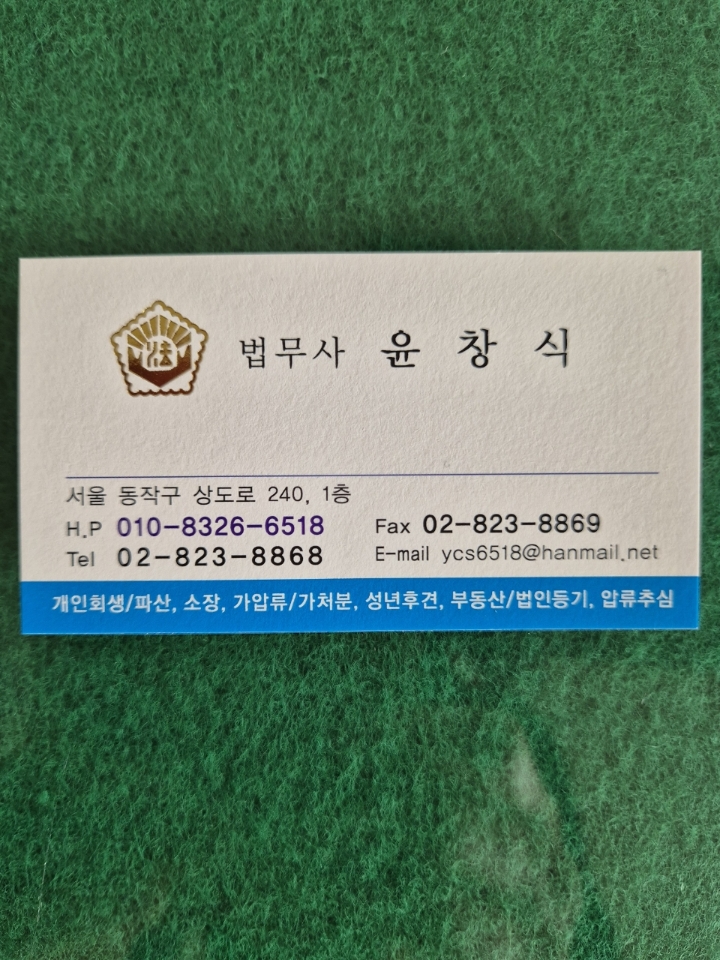 法
법무사 윤 창 식
서울 동작구 상도로 240, 1층
H.P 010-8326-6518 Fax 02-823-8869
Tel 02-823-8868 E-mail ycs6518@hanmail.net
개인회생/파산, 소장, 가압류/가처분, 성년후견, 부동산/법인등기, 압류추심